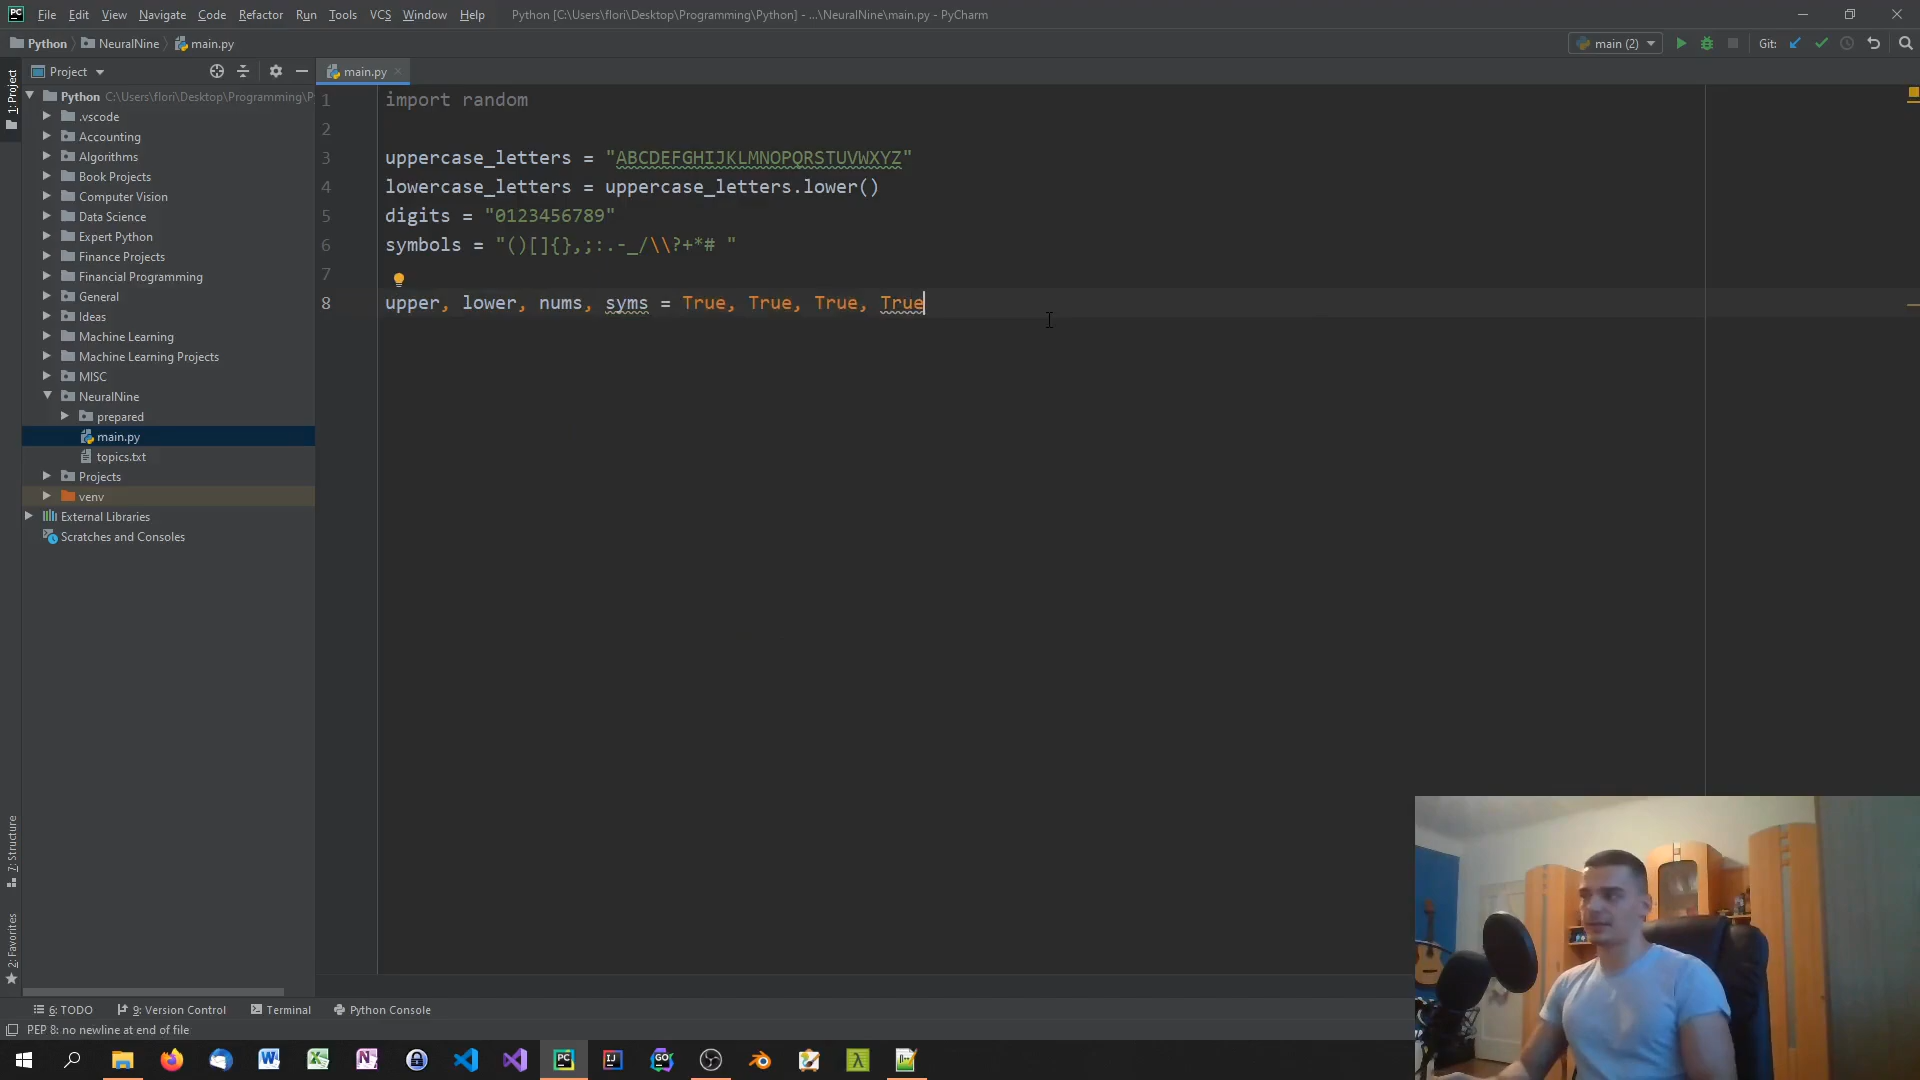 PC File Edit View Navigate Code Refactor Run Tools VCS Window Help Python [C:\Users\flori\Desktop\Programming\Python] - ...\NeuralNine\main.py - PyCharm
Python NeuralNine main.py main (2) Git:
Project main.py
1: Project
Python C:\Users\flori\Desktop\Programming\P
.vscode
Accounting
Algorithms
Book Projects
Computer Vision
Data Science
Expert Python
Finance Projects
Financial Programming
General
Ideas
Machine Learning
Machine Learning Projects
MISC
NeuralNine
prepared
main.py
topics.txt
Projects
venv
External Libraries
Scratches and Consoles
1 import random
2
3 uppercase_letters = "ABCDEFGHIJKLMNOPQRSTUVWXYZ"
4 lowercase_letters = uppercase_letters.lower()
5 digits = "0123456789"
6 symbols = "()[]{},;:.-_/\\?+*# "
7
8 upper, lower, nums, syms = True, True, True, True
7: Structure
2: Favorites
6: TODO 9: Version Control Terminal Python Console
PEP 8: no newline at end of file
PC IJ GO λ